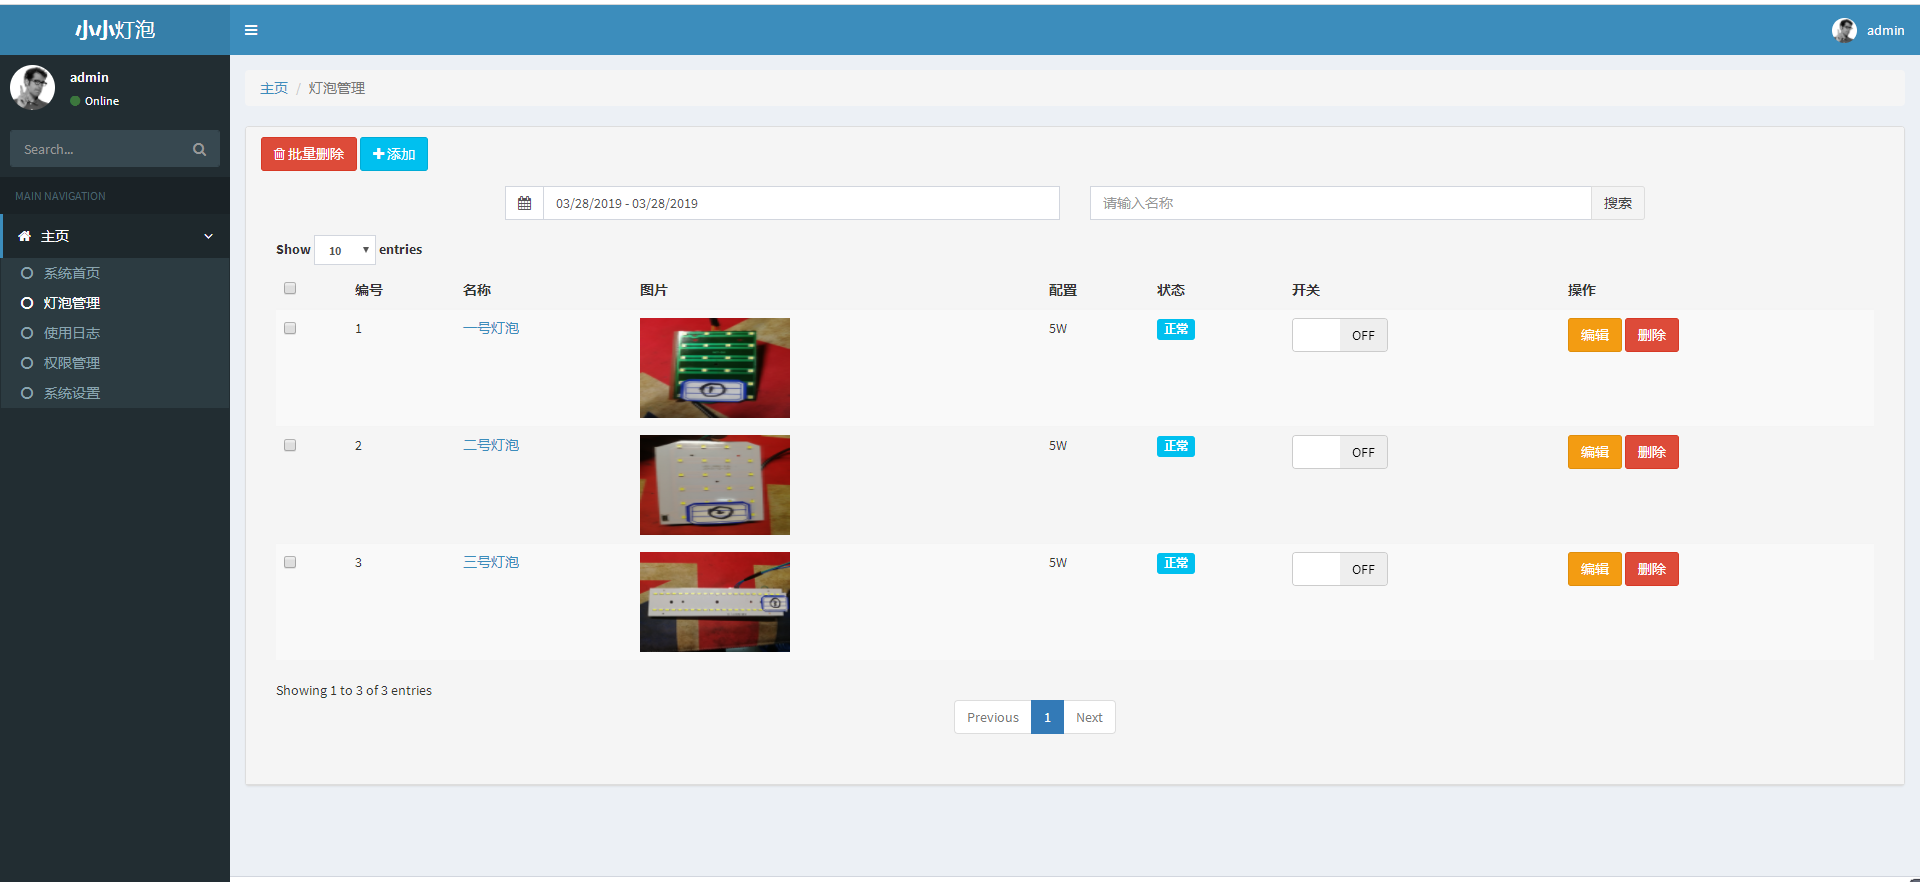 小小灯泡
admin
admin
Online
Search...
MAIN NAVIGATION
主页
系统首页
灯泡管理
使用日志
权限管理
系统设置
主页 / 灯泡管理
批量删除 添加
03/28/2019 - 03/28/2019 请输入名称 搜索
Show 10 entries
编号 名称 图片 配置 状态 开关 操作
1 一号灯泡 5W 正常 OFF 编辑 删除
2 二号灯泡 5W 正常 OFF 编辑 删除
3 三号灯泡 5W 正常 OFF 编辑 删除
Showing 1 to 3 of 3 entries
Previous 1 Next